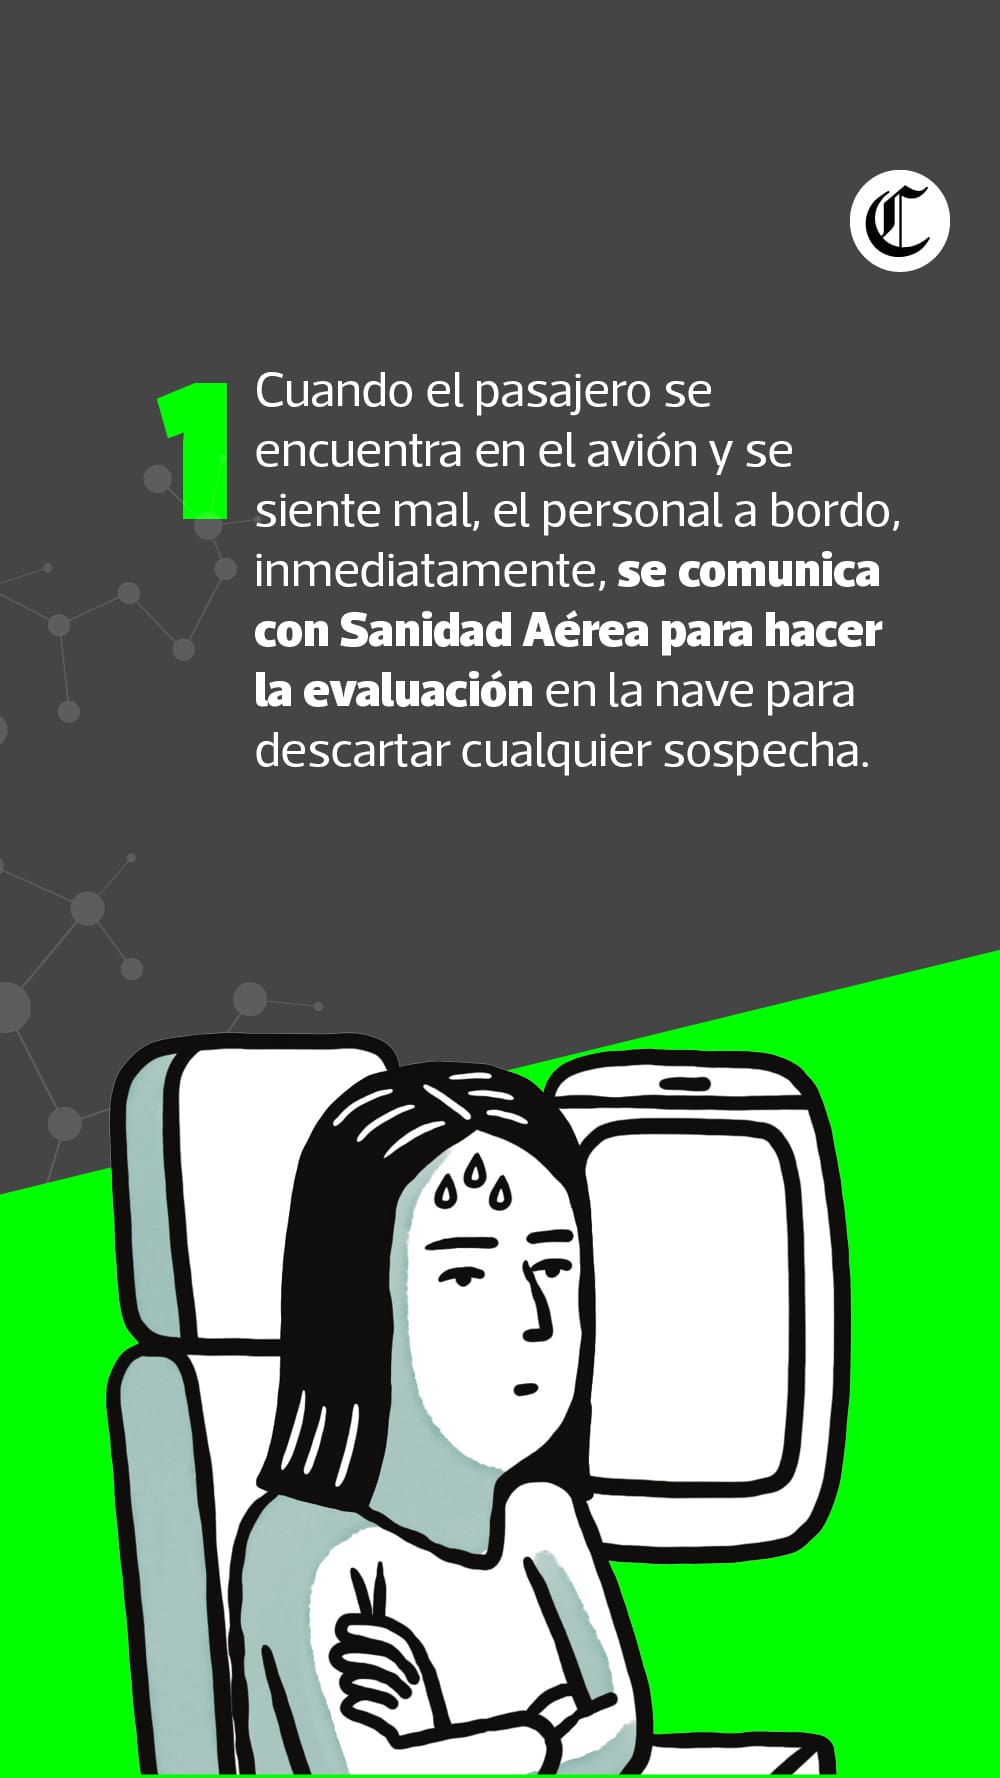 C
1
Cuando el pasajero se
encuentra en el avión y se
siente mal, el personal a bordo,
inmediatamente, se comunica
con Sanidad Aérea para hacer
la evaluación en la nave para
descartar cualquier sospecha.